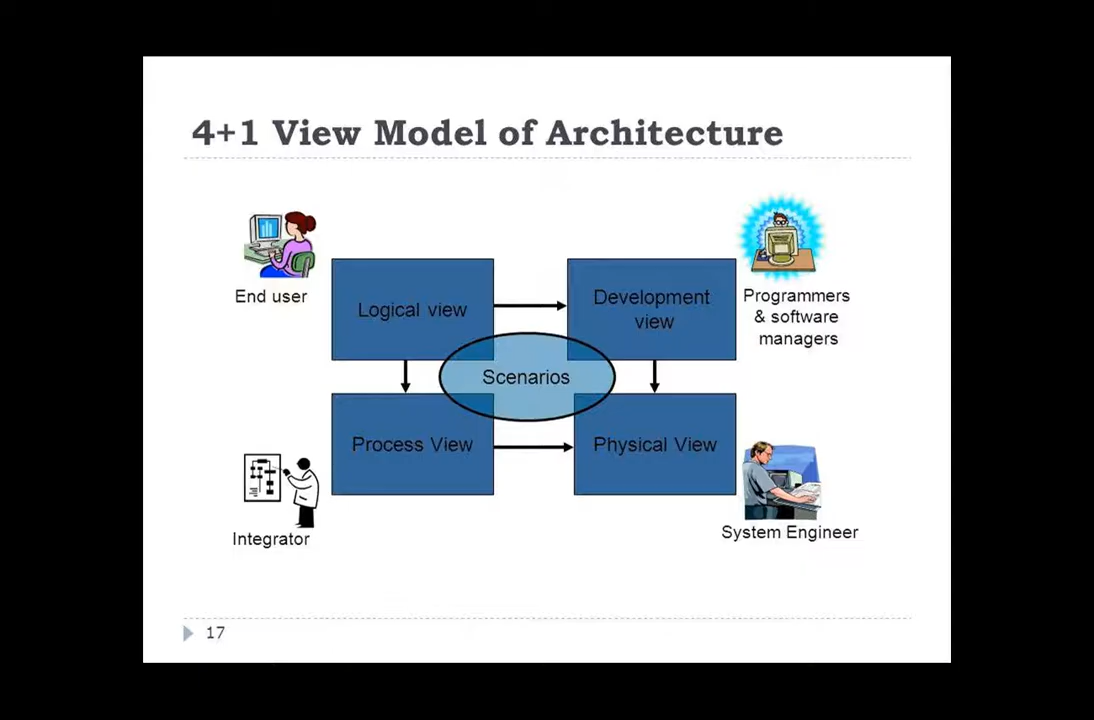 4+1 View Model of Architecture
End user
Logical view
Development
view
Programmers
& software
managers
Scenarios
Process View
Physical View
Integrator
System Engineer
17